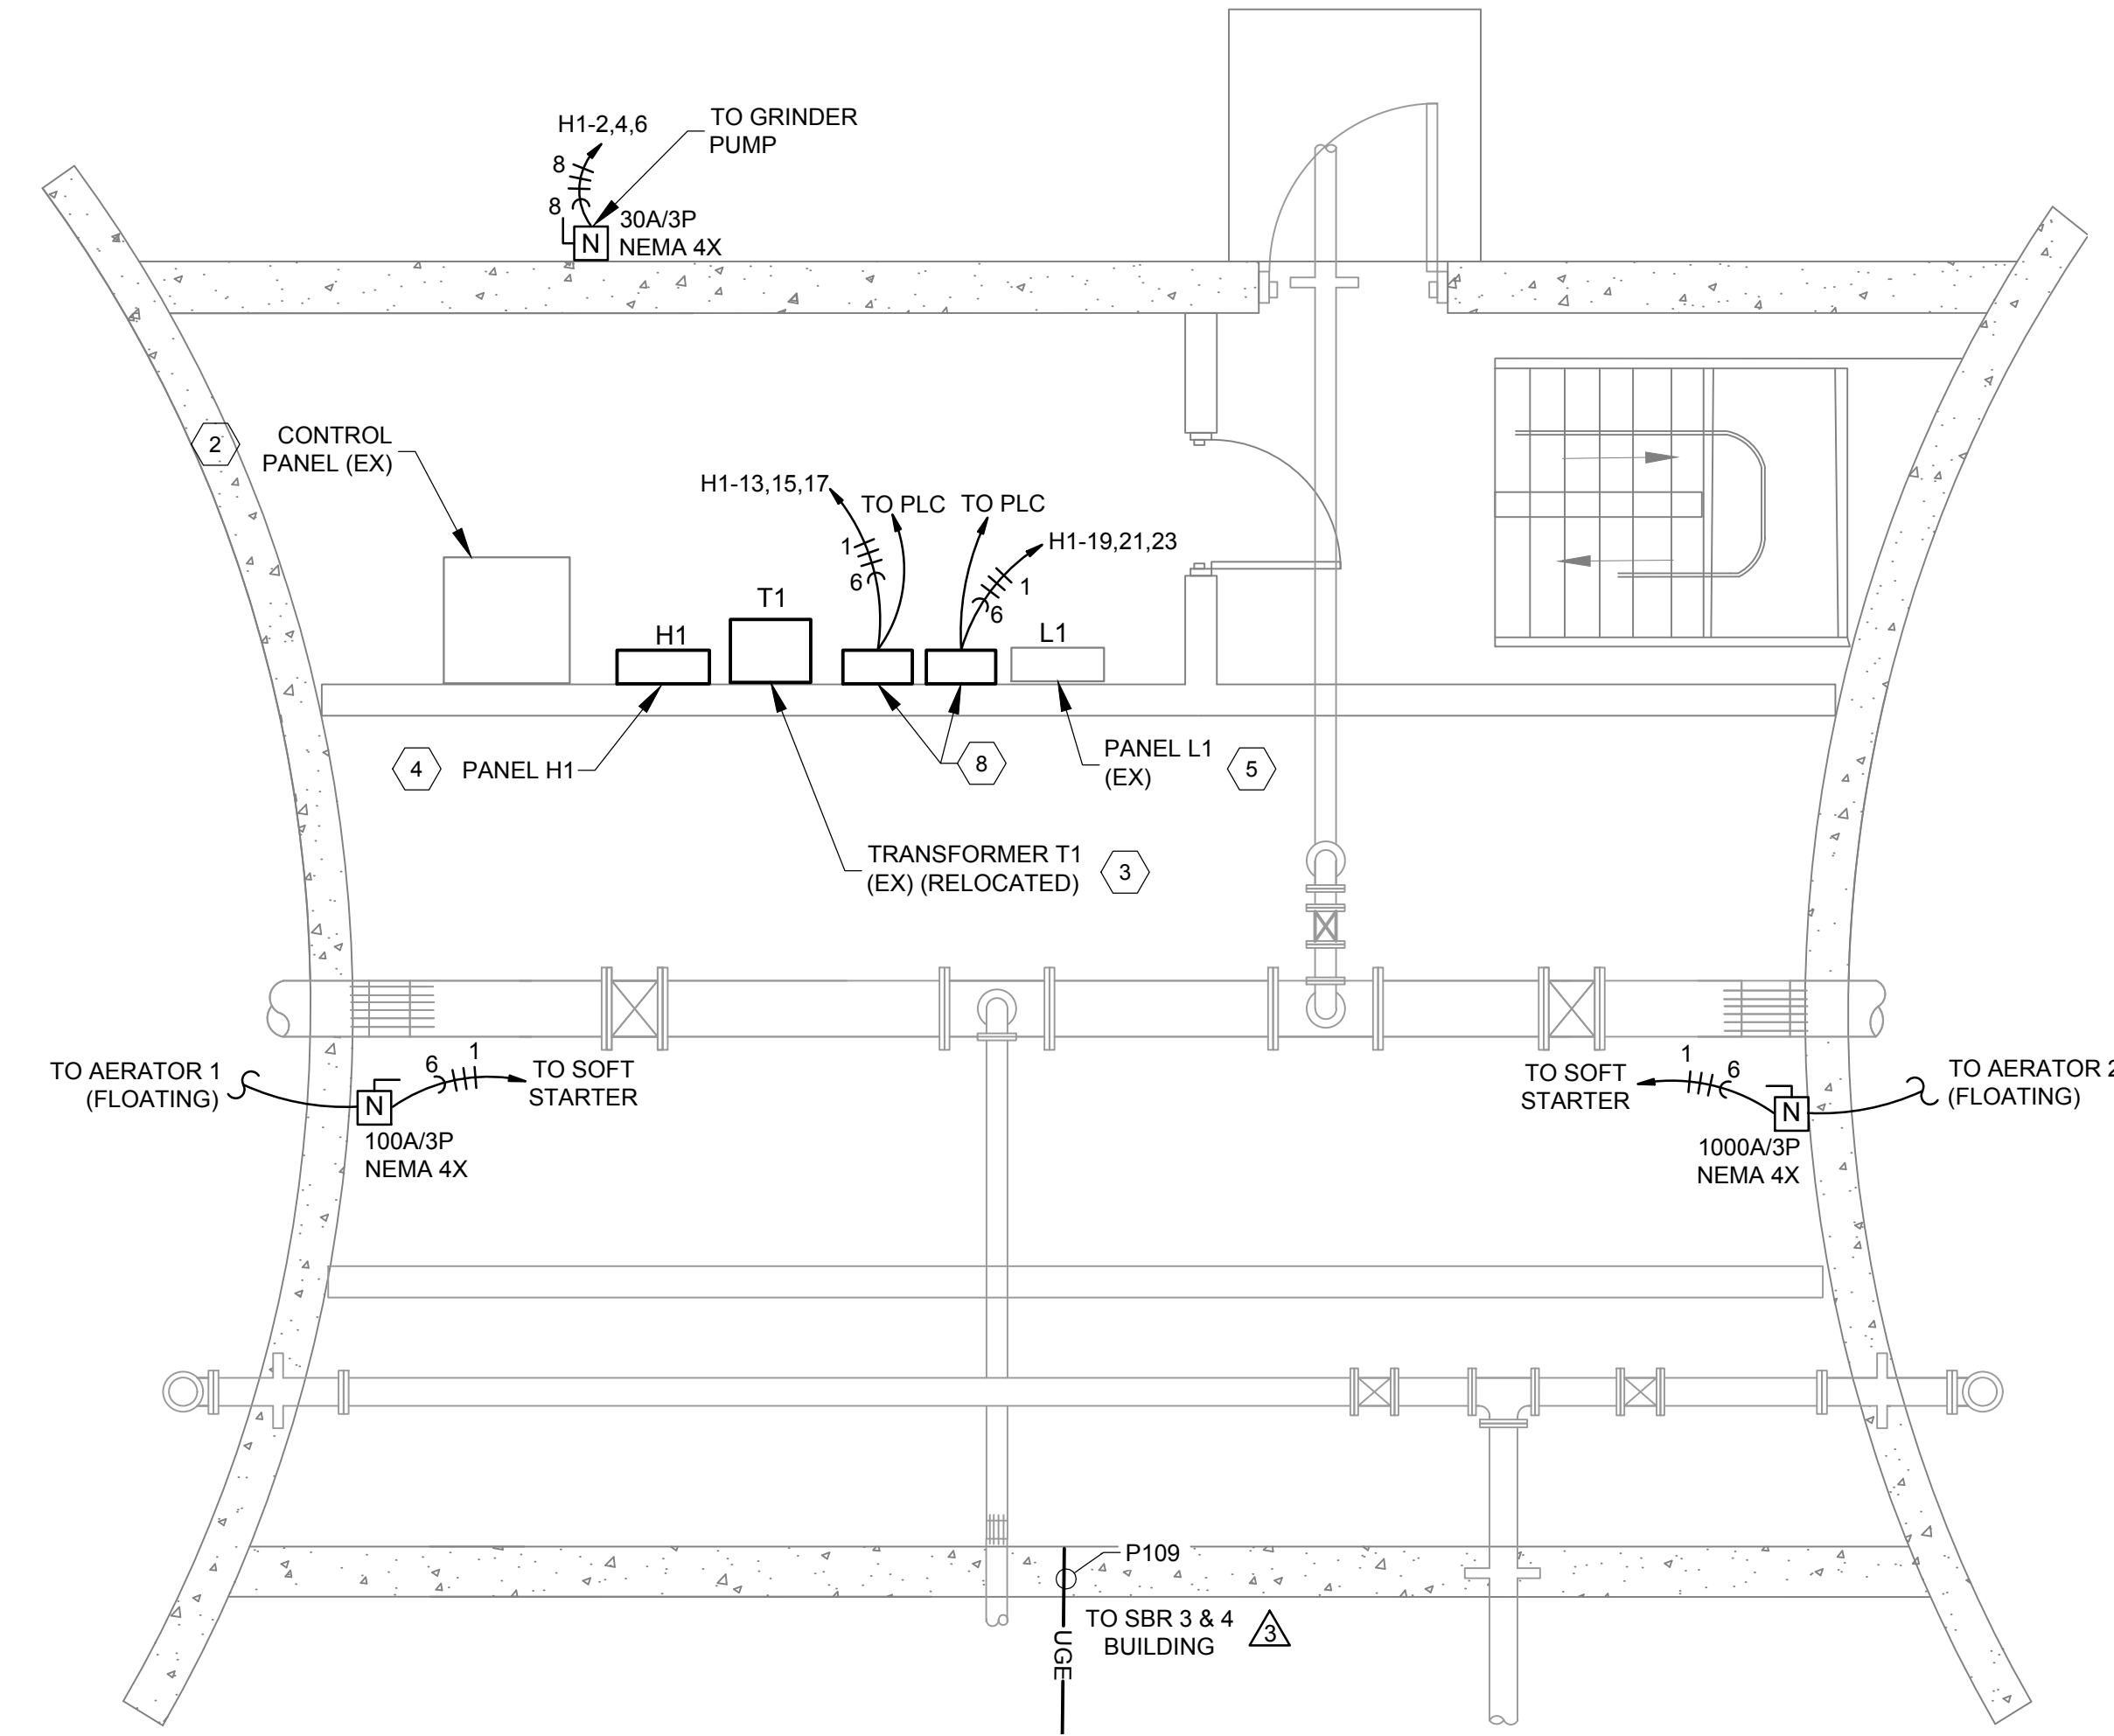 H1-2,4,6
TO GRINDER
PUMP
8
8
N
30A/3P
NEMA 4X
2
CONTROL
PANEL (EX)
H1-13,15,17
TO PLC
TO PLC
H1-19,21,23
1
6
1
6
H1
T1
L1
4
PANEL H1
8
PANEL L1
(EX)
5
TRANSFORMER T1
(EX) (RELOCATED)
3
TO AERATOR 1
(FLOATING)
6
1
TO SOFT
STARTER
N
100A/3P
NEMA 4X
TO SOFT
STARTER
1
6
TO AERATOR 2
(FLOATING)
N
1000A/3P
NEMA 4X
P109
TO SBR 3 & 4
BUILDING
3
UGE